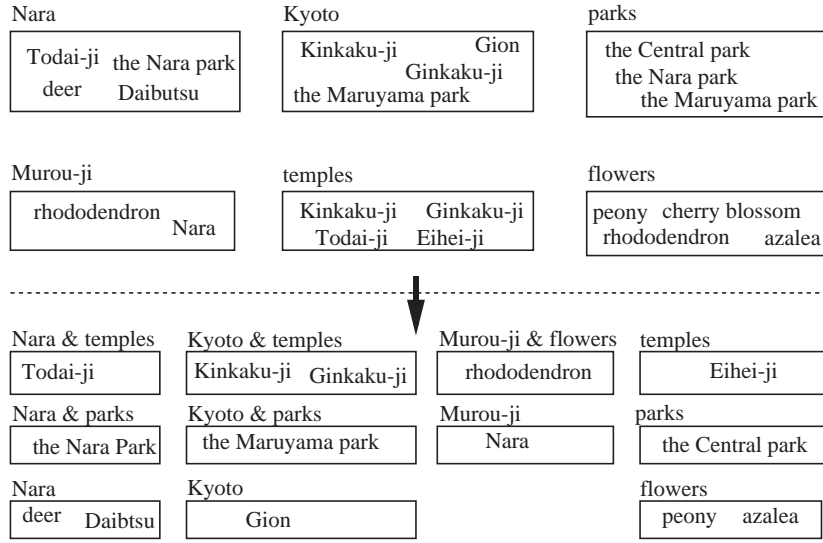 Nara Kyoto parks
Todai-ji the Nara park
deer Daibutsu
Kinkaku-ji Gion
Ginkaku-ji
the Maruyama park
the Central park
the Nara park
the Maruyama park
Murou-ji temples flowers
rhododendron
Nara
Kinkaku-ji Ginkaku-ji
Todai-ji Eihei-ji
peony cherry blossom
rhododendron azalea
Nara & temples Kyoto & temples Murou-ji & flowers temples
Todai-ji Kinkaku-ji Ginkaku-ji rhododendron Eihei-ji
Nara & parks Kyoto & parks Murou-ji parks
the Nara Park the Maruyama park Nara the Central park
Nara Kyoto flowers
deer Daibtsu Gion peony azalea